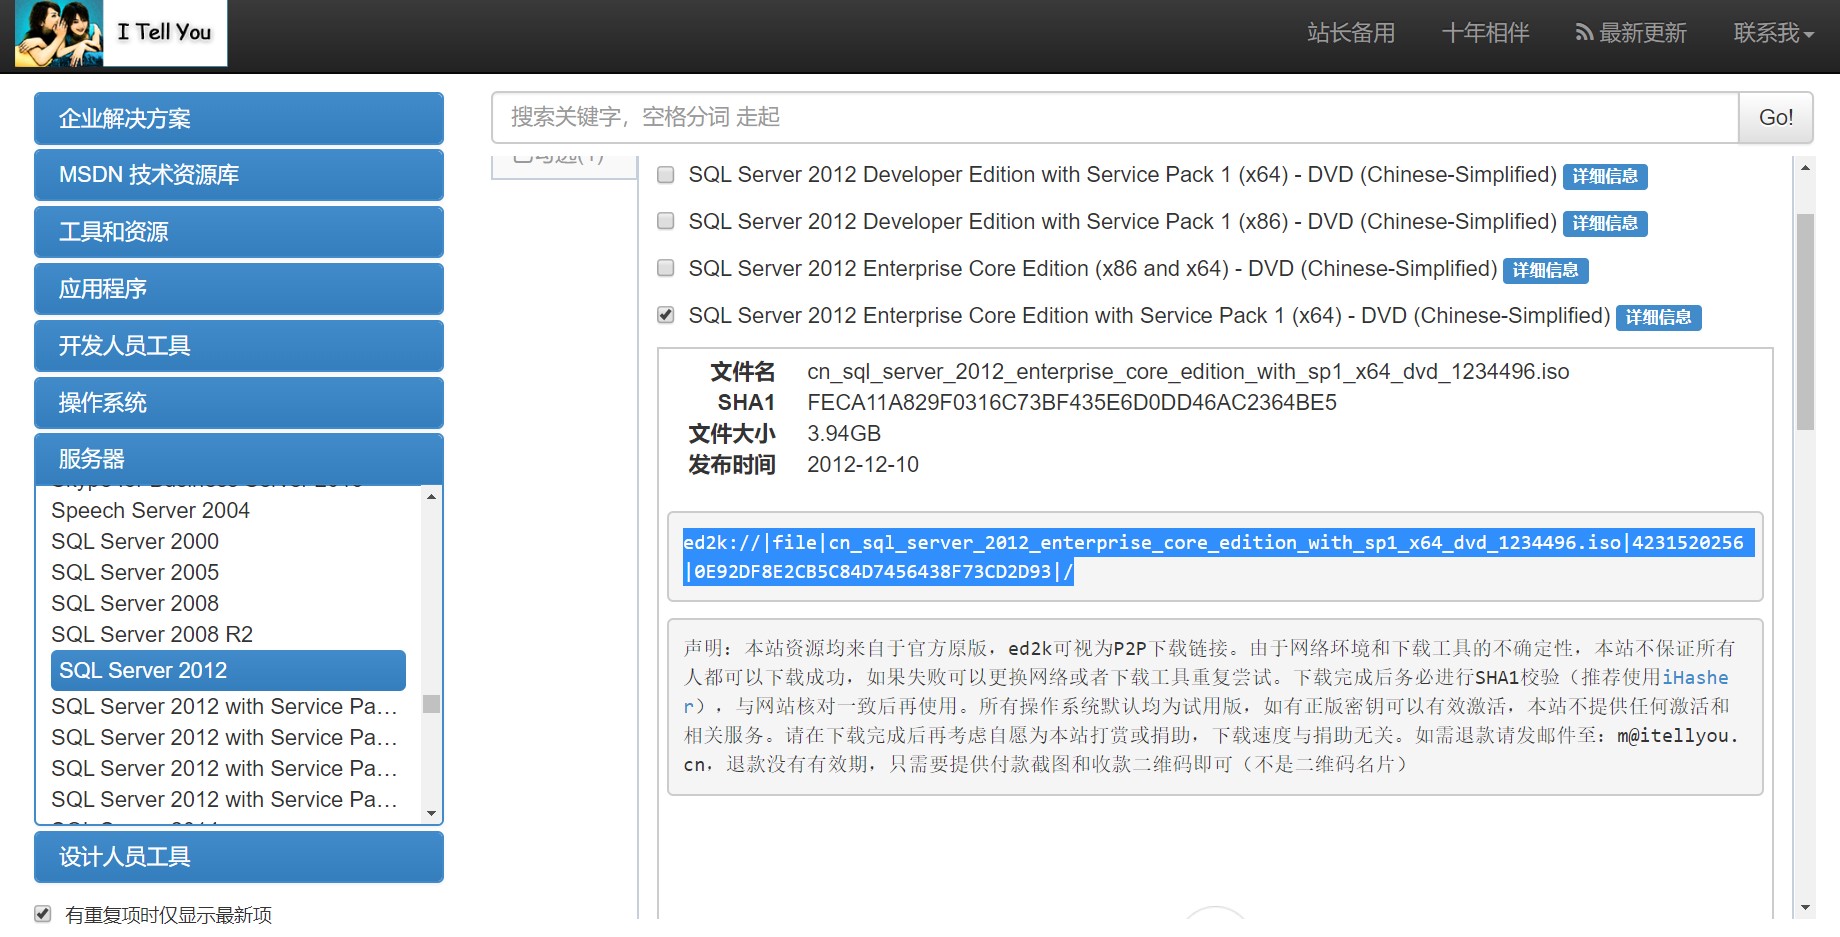 I Tell You
站长备用
十年相伴
最新更新
联系我
企业解决方案
MSDN 技术资源库
工具和资源
应用程序
开发人员工具
操作系统
服务器
Speech Server 2004
SQL Server 2000
SQL Server 2005
SQL Server 2008
SQL Server 2008 R2
SQL Server 2012
SQL Server 2012 with Service Pa...
SQL Server 2012 with Service Pa...
SQL Server 2012 with Service Pa...
SQL Server 2012 with Service Pa...
设计人员工具
有重复项时仅显示最新项
搜索关键字，空格分词 走起
Go!
已勾选(1)
SQL Server 2012 Developer Edition with Service Pack 1 (x64) - DVD (Chinese-Simplified) 详细信息
SQL Server 2012 Developer Edition with Service Pack 1 (x86) - DVD (Chinese-Simplified) 详细信息
SQL Server 2012 Enterprise Core Edition (x86 and x64) - DVD (Chinese-Simplified) 详细信息
SQL Server 2012 Enterprise Core Edition with Service Pack 1 (x64) - DVD (Chinese-Simplified) 详细信息
文件名 cn_sql_server_2012_enterprise_core_edition_with_sp1_x64_dvd_1234496.iso
SHA1 FECA11A829F0316C73BF435E6D0DD46AC2364BE5
文件大小 3.94GB
发布时间 2012-12-10
ed2k://|file|cn_sql_server_2012_enterprise_core_edition_with_sp1_x64_dvd_1234496.iso|4231520256
|0E92DF8E2CB5C84D7456438F73CD2D93|/
声明：本站资源均来自于官方原版，ed2k可视为P2P下载链接。由于网络环境和下载工具的不确定性，本站不保证所有
人都可以下载成功，如果失败可以更换网络或者下载工具重复尝试。下载完成后务必进行SHA1校验（推荐使用iHashe
r），与网站核对一致后再使用。所有操作系统默认均为试用版，如有正版密钥可以有效激活，本站不提供任何激活和
相关服务。请在下载完成后再考虑自愿为本站打赏或捐助，下载速度与捐助无关。如需退款请发邮件至：m@itellyou.
cn，退款没有有效期，只需要提供付款截图和收款二维码即可（不是二维码名片）